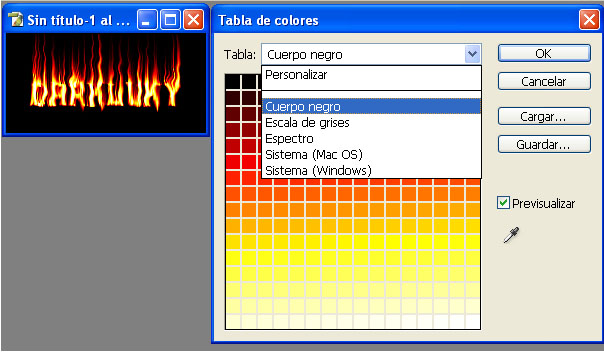 Sin título-1 al ...
DARKLUKY
Tabla de colores
Tabla:
Cuerpo negro
Personalizar
Cuerpo negro
Escala de grises
Espectro
Sistema (Mac OS)
Sistema (Windows)
OK
Cancelar
Cargar...
Guardar...
Previsualizar